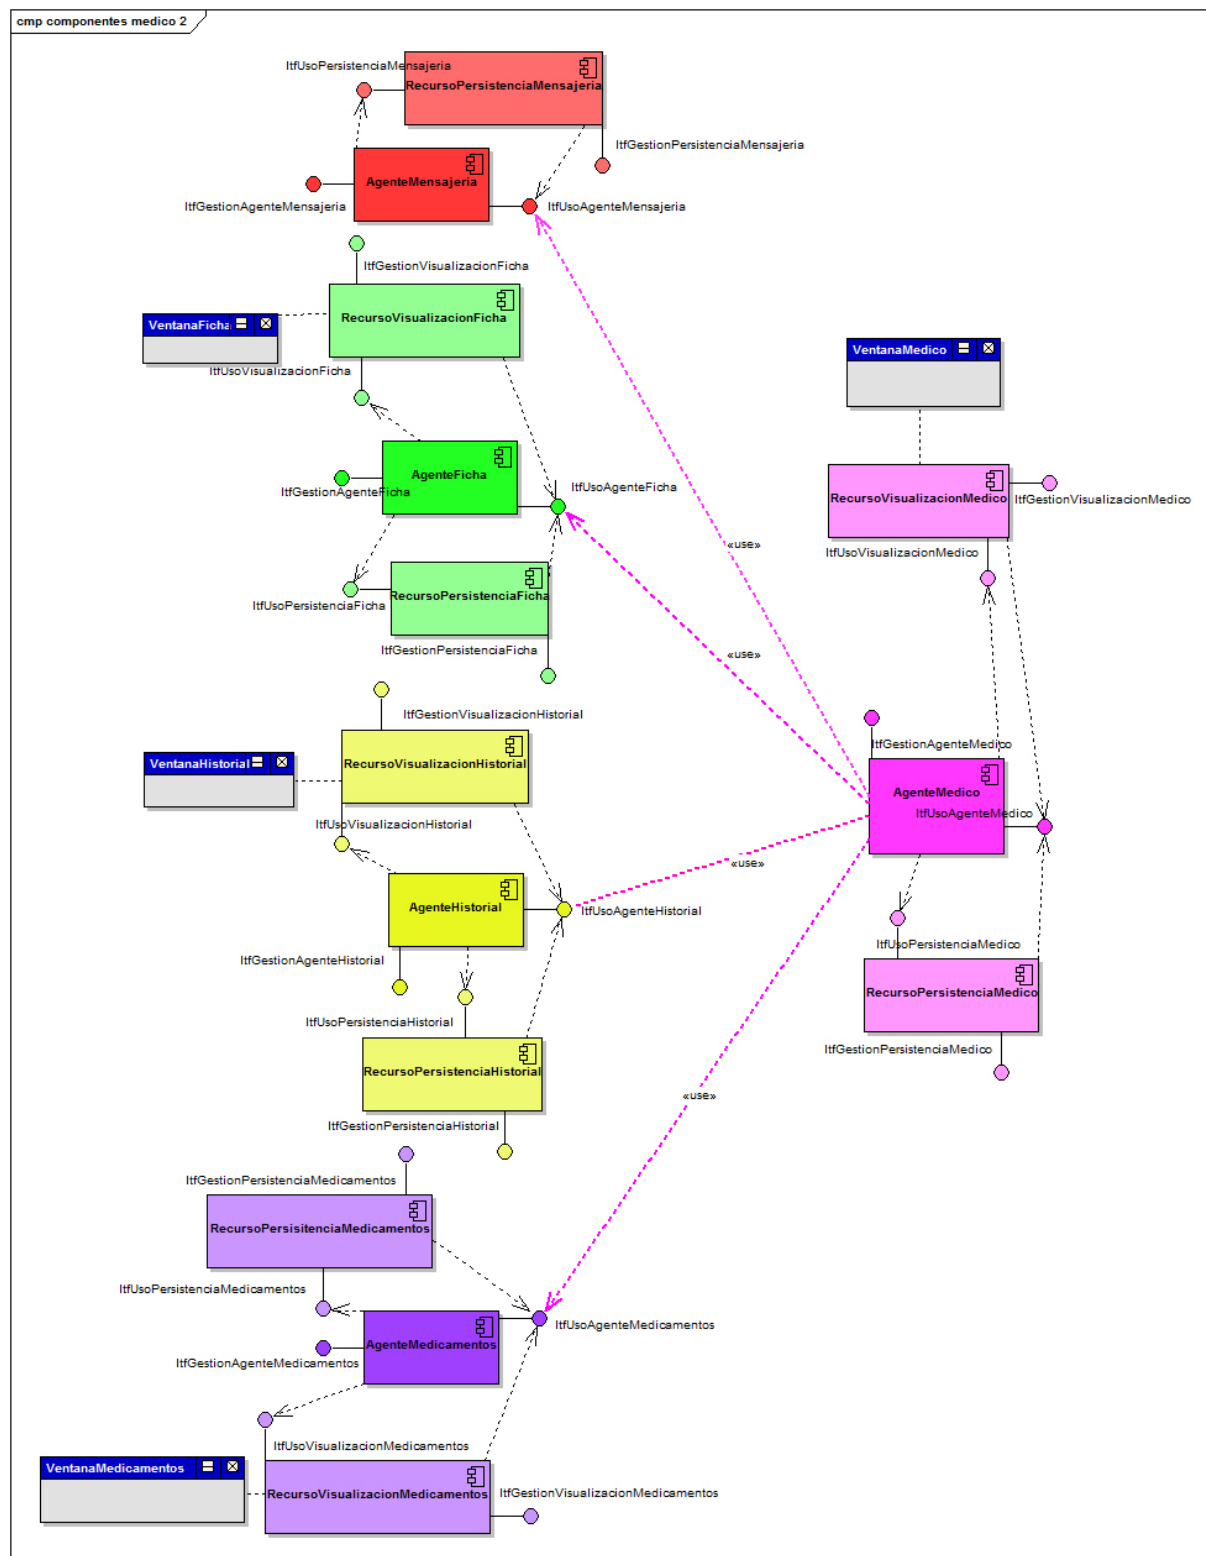 cmp componentes medico 2
ItfUsoPersistenciaMensajeria
RecursoPersistenciaMensajeria
ItfGestionPersistenciaMensajeria
AgenteMensajeria
ItfGestionAgenteMensajeria
ItfUsoAgenteMensajeria
ItfGestionVisualizacionFicha
RecursoVisualizacionFicha
VentanaFicha
ItfUsoVisualizacionFicha
VentanaMedico
AgenteFicha
ItfGestionAgenteFicha
ItfUsoAgenteFicha
RecursoVisualizacionMedico
ItfGestionVisualizacionMedico
«use»
ItfUsoVisualizacionMedico
RecursoPersistenciaFicha
ItfUsoPersistenciaFicha
ItfGestionPersistenciaFicha
«use»
ItfGestionVisualizacionHistorial
ItfGestionAgenteMedico
VentanaHistorial
RecursoVisualizacionHistorial
AgenteMedico
ItfUsoAgenteMedico
ItfUsoVisualizacionHistorial
«use»
AgenteHistorial
ItfUsoAgenteHistorial
ItfGestionAgenteHistorial
ItfUsoPersistenciaMedico
RecursoPersistenciaMedico
ItfUsoPersistenciaHistorial
ItfGestionPersistenciaMedico
RecursoPersistenciaHistorial
«use»
ItfGestionPersistenciaHistorial
ItfGestionPersistenciaMedicamentos
RecursoPersisitenciaMedicamentos
ItfUsoPersistenciaMedicamentos
ItfUsoAgenteMedicamentos
AgenteMedicamentos
ItfGestionAgenteMedicamentos
ItfUsoVisualizacionMedicamentos
VentanaMedicamentos
RecursoVisualizacionMedicamentos
ItfGestionVisualizacionMedicamentos